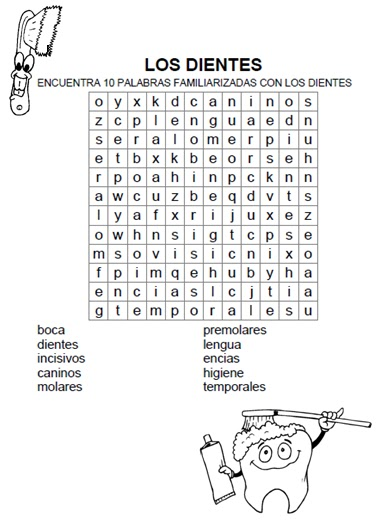 LOS DIENTES
ENCUENTRA 10 PALABRAS FAMILIARIZADAS CON LOS DIENTES
o y x k d c a n i n o s
z c p l e n g u a e d n
s e r a l o m e r p i u
e t b x k b e o r s e h
r p o a h i n p c k n n
a w c u z b e q d v t s
l y a f x r i j u x e z
o w h n s i g t c p s e
m s o v i s i c n i x o
f p i m q e h u b y h a
e n c i a s l c j t i a
g t e m p o r a l e s u
boca premolares
dientes lengua
incisivos encias
caninos higiene
molares temporales